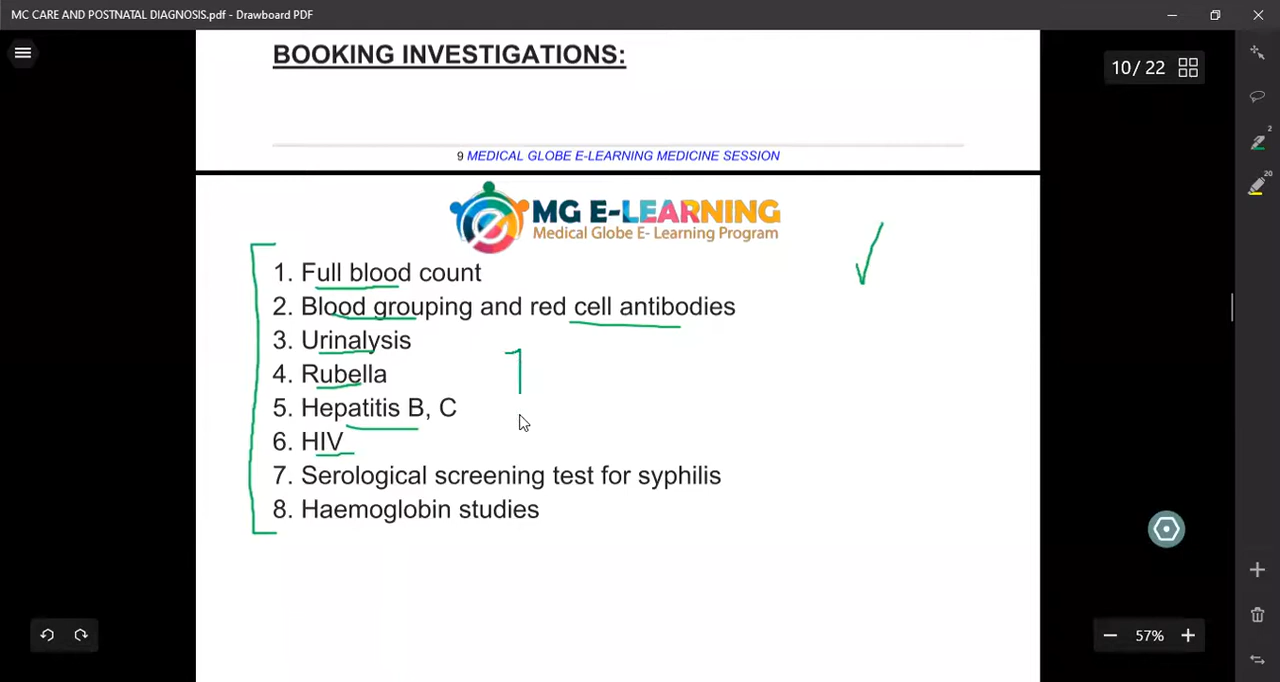 MC CARE AND POSTNATAL DIAGNOSIS.pdf - Drawboard PDF
BOOKING INVESTIGATIONS:
10/ 22
2
9 MEDICAL GLOBE E-LEARNING MEDICINE SESSION
20
MG E-LEARNING
Medical Globe E- Learning Program
1. Full blood count
2. Blood grouping and red cell antibodies
3. Urinalysis
4. Rubella
5. Hepatitis B, C
6. HIV
7. Serological screening test for syphilis
8. Haemoglobin studies
57%